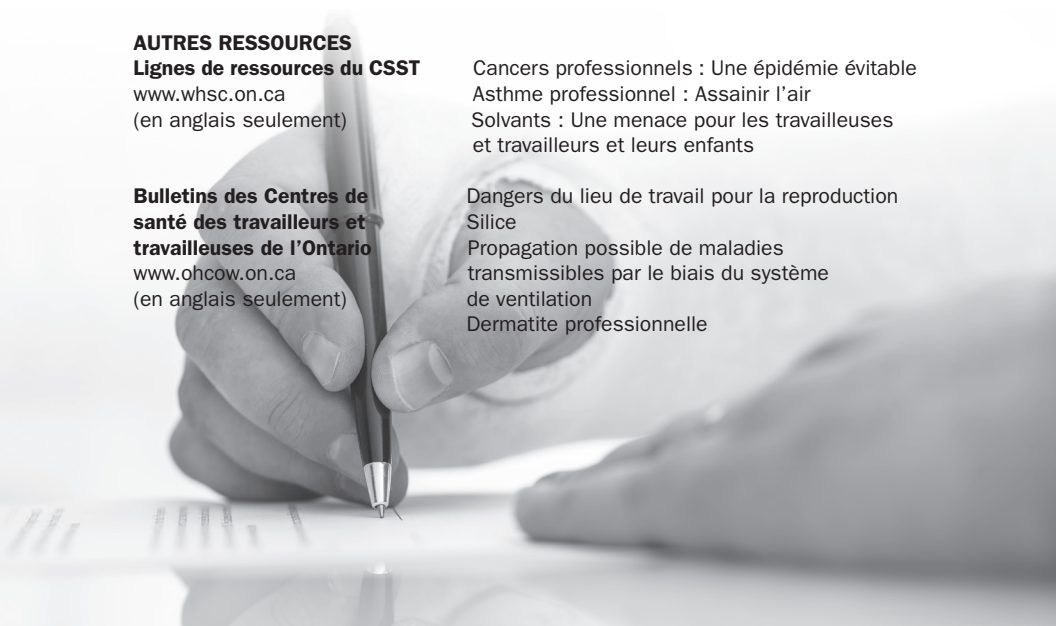 AUTRES RESSOURCES
Lignes de ressources du CSST
www.whsc.on.ca
(en anglais seulement)
Cancers professionnels : Une épidémie évitable
Asthme professionnel : Assainir l'air
Solvants : Une menace pour les travailleuses
et travailleurs et leurs enfants
Bulletins des Centres de
santé des travailleurs et
travailleuses de l'Ontario
www.ohcow.on.ca
(en anglais seulement)
Dangers du lieu de travail pour la reproduction
Silice
Propagation possible de maladies
transmissibles par le biais du système
de ventilation
Dermatite professionnelle